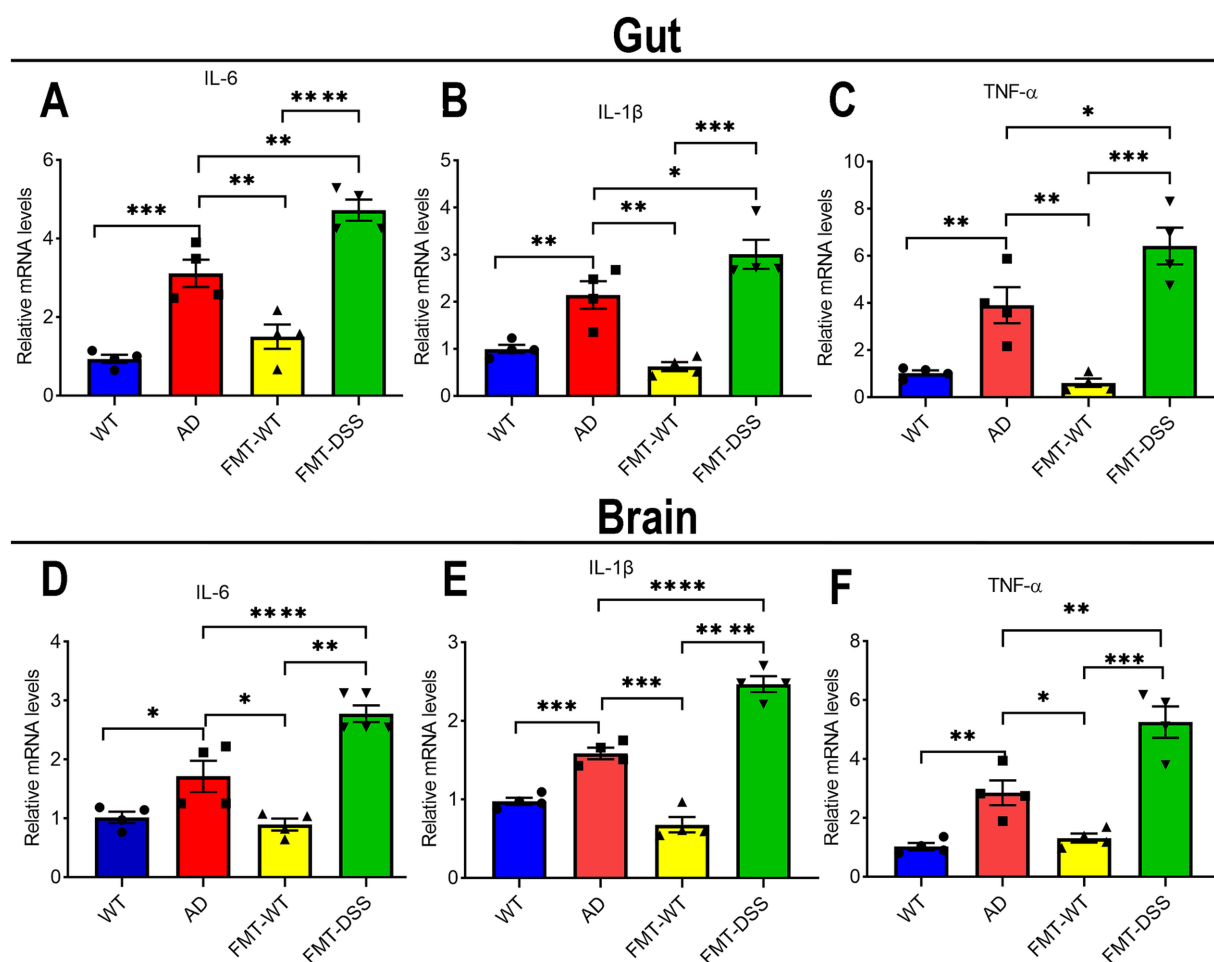 Gut
A
IL-6
Relative mRNA levels
6
4
2
0
*** ** ** ****
WT AD FMT-WT FMT-DSS
B
IL-1β
Relative mRNA levels
5
4
3
2
1
0
** ** * ***
WT AD FMT-WT FMT-DSS
C
TNF-α
Relative mRNA levels
10
8
6
4
2
0
** ** *** *
WT AD FMT-WT FMT-DSS
Brain
D
IL-6
Relative mRNA levels
4
3
2
1
0
* * ** ****
WT AD FMT-WT FMT-DSS
E
IL-1β
Relative mRNA levels
3
2
1
0
*** *** **** ****
WT AD FMT-WT FMT-DSS
F
TNF-α
Relative mRNA levels
8
6
4
2
0
** * *** **
WT AD FMT-WT FMT-DSS